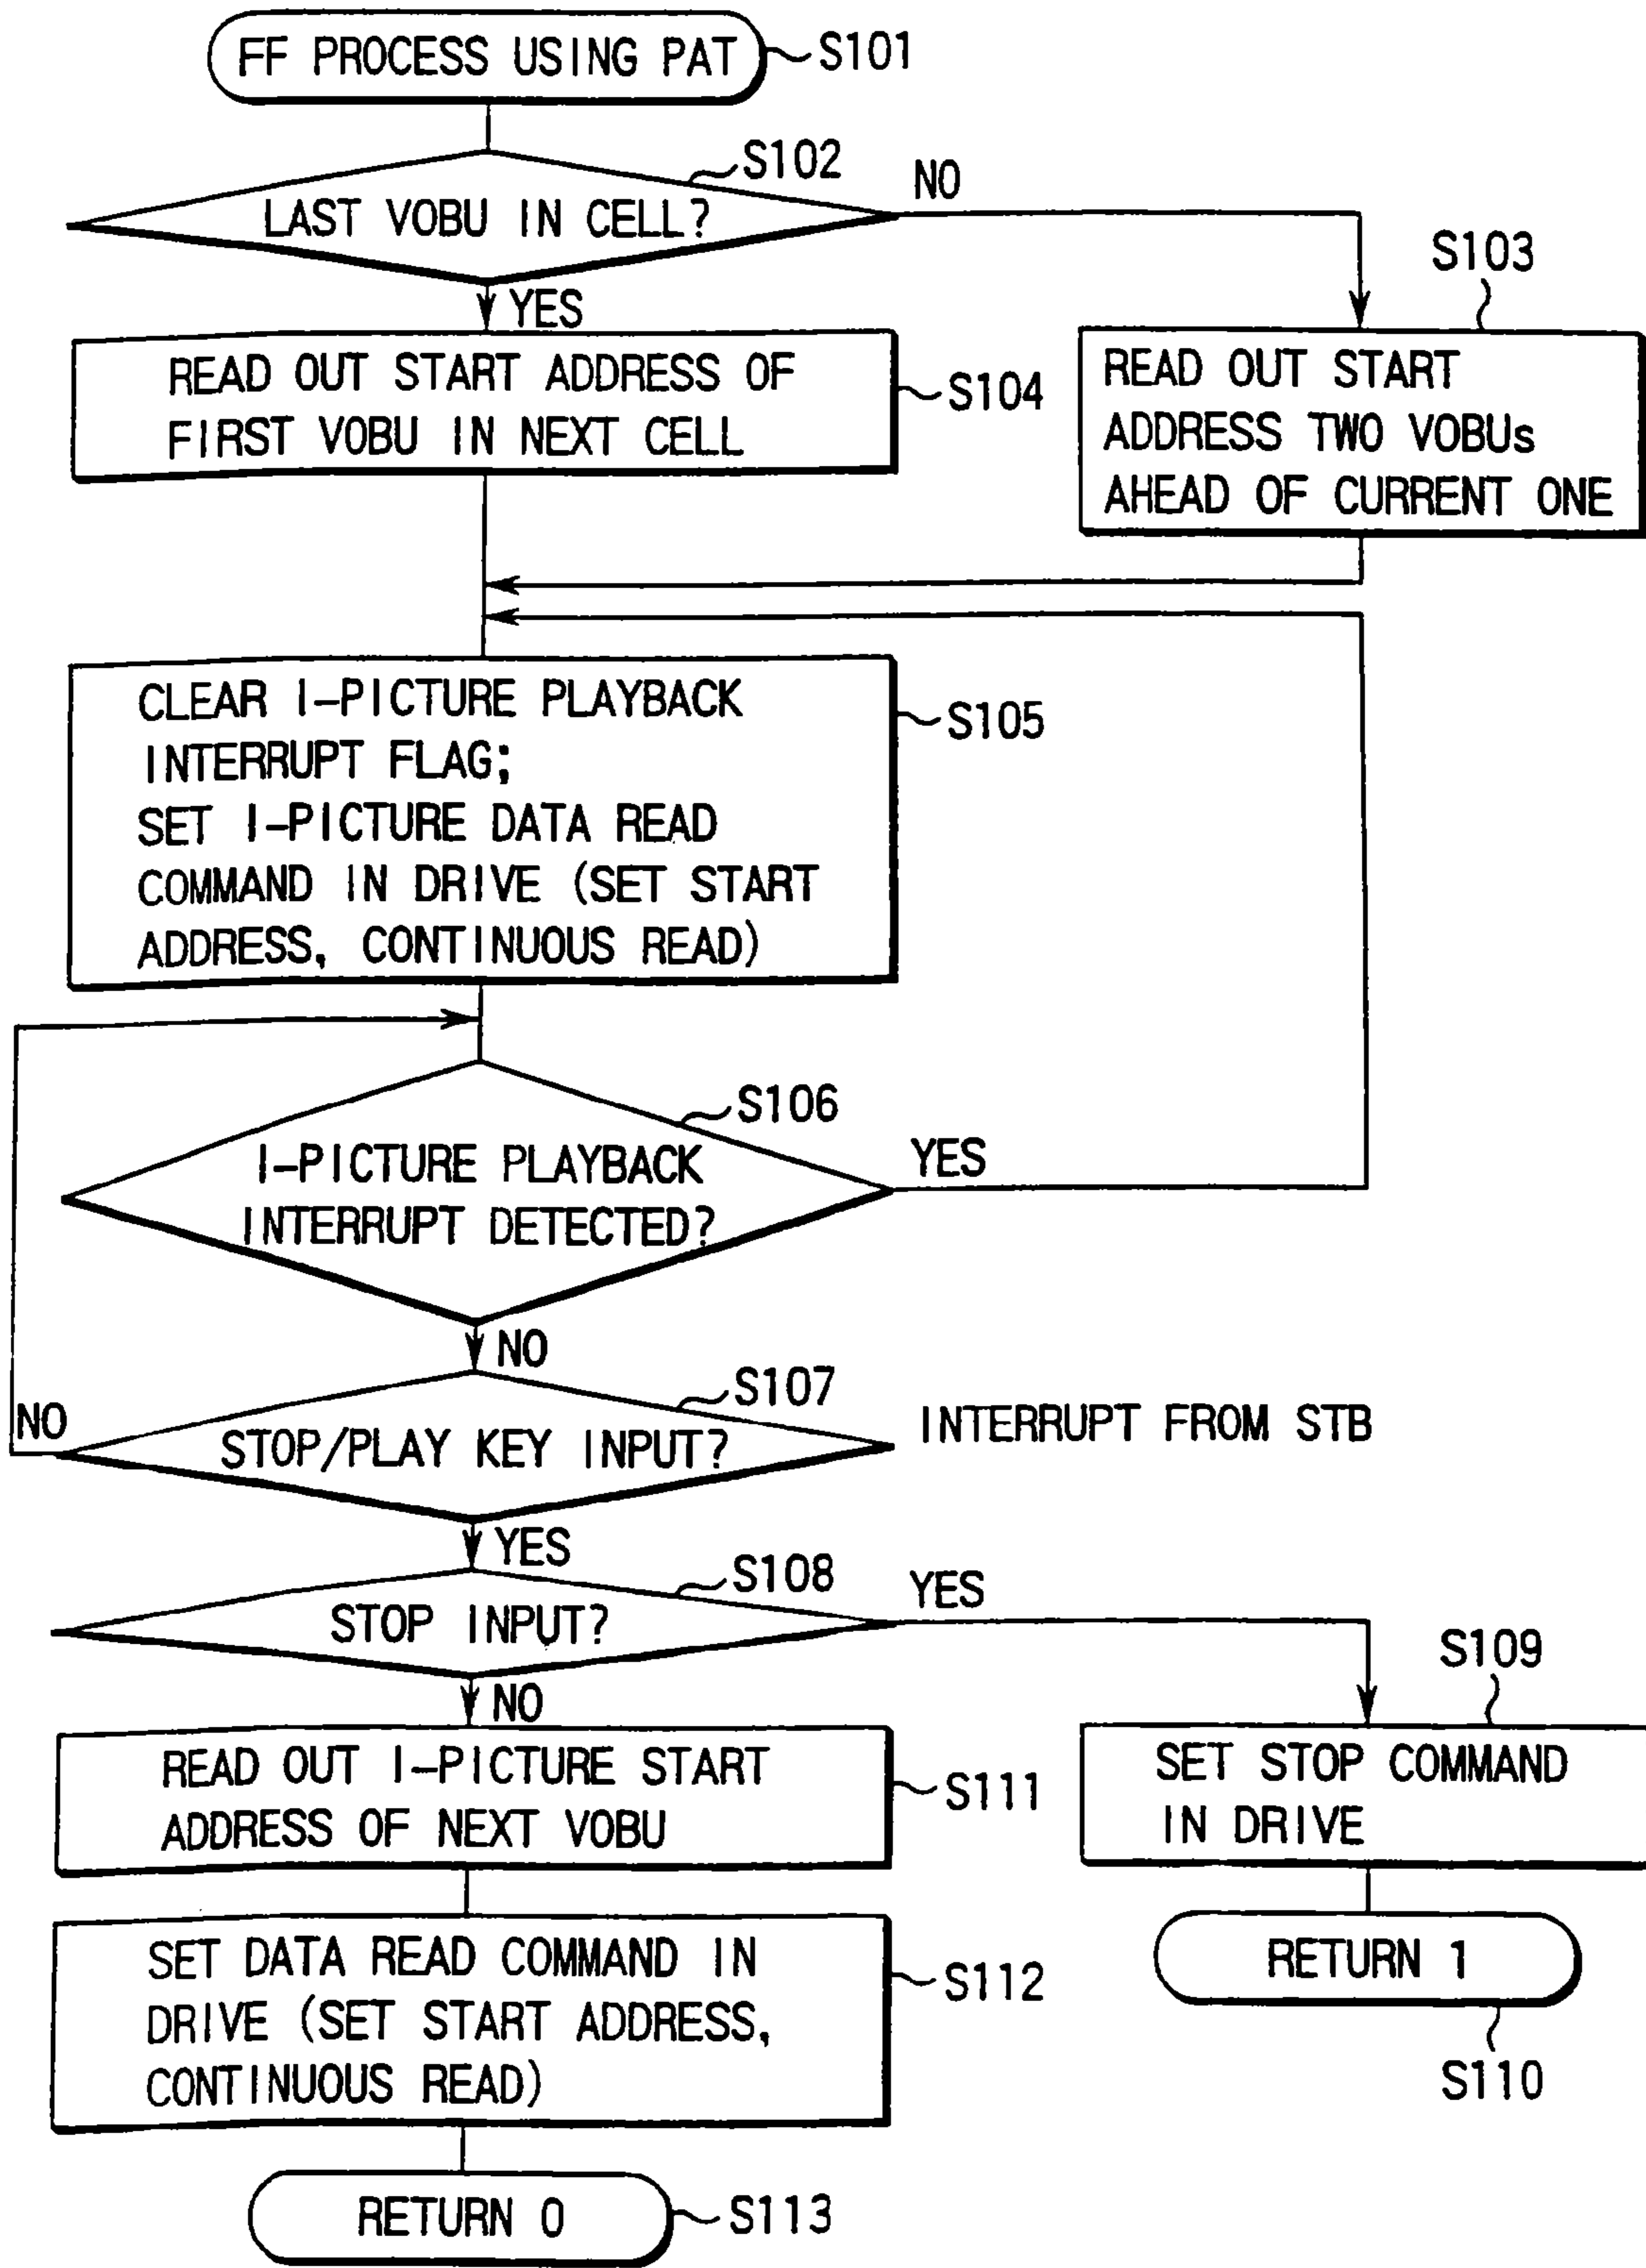 FF PROCESS USING PAT
S101
S102
LAST VOBU IN CELL?
NO
YES
S103
READ OUT START
ADDRESS TWO VOBUs
AHEAD OF CURRENT ONE
READ OUT START ADDRESS OF
FIRST VOBU IN NEXT CELL
S104
CLEAR I-PICTURE PLAYBACK
INTERRUPT FLAG;
SET I-PICTURE DATA READ
COMMAND IN DRIVE (SET START
ADDRESS, CONTINUOUS READ)
S105
S106
I-PICTURE PLAYBACK
INTERRUPT DETECTED?
YES
NO
S107
STOP/PLAY KEY INPUT?
NO
INTERRUPT FROM STB
YES
S108
STOP INPUT?
YES
NO
S109
SET STOP COMMAND
IN DRIVE
RETURN 1
S110
READ OUT I-PICTURE START
ADDRESS OF NEXT VOBU
S111
SET DATA READ COMMAND IN
DRIVE (SET START ADDRESS,
CONTINUOUS READ)
S112
RETURN 0
S113